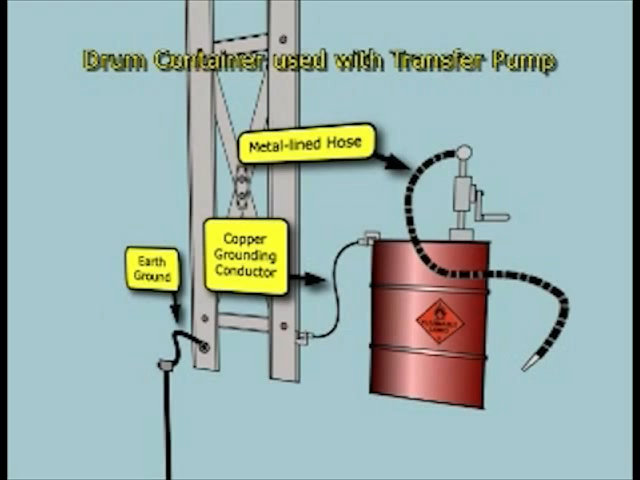 Drum Container used with Transfer Pump
Metal-lined Hose
Copper
Grounding
Conductor
Earth
Ground